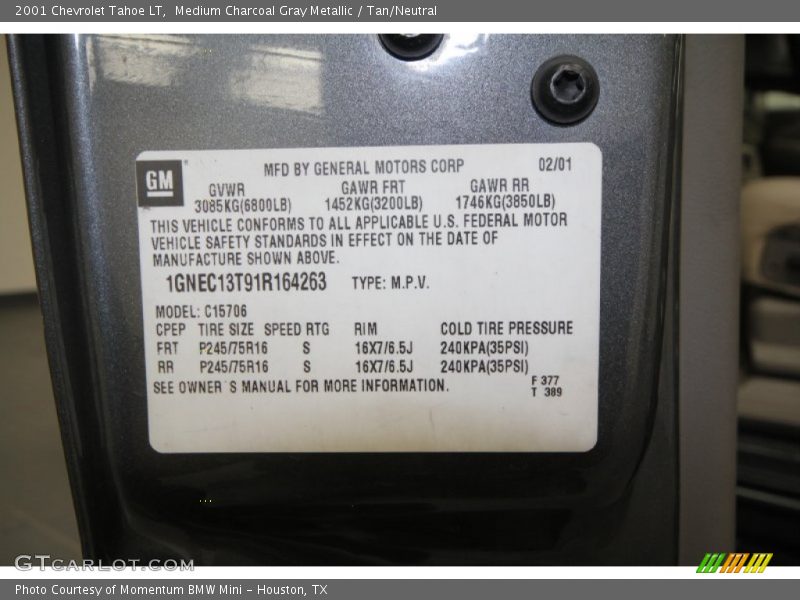 2001 Chevrolet Tahoe LT,  Medium Charcoal Gray Metallic / Tan/Neutral
GM
MFD BY GENERAL MOTORS CORP 02/01
GVWR GAWR FRT GAWR RR
3085KG(6800LB) 1452KG(3200LB) 1746KG(3850LB)
THIS VEHICLE CONFORMS TO ALL APPLICABLE U.S. FEDERAL MOTOR
VEHICLE SAFETY STANDARDS IN EFFECT ON THE DATE OF
MANUFACTURE SHOWN ABOVE.
1GNEC13T91R164263 TYPE: M.P.V.
MODEL: C15706
CPEP TIRE SIZE SPEED RTG RIM COLD TIRE PRESSURE
FRT P245/75R16 S 16X7/6.5J 240KPA(35PSI)
RR P245/75R16 S 16X7/6.5J 240KPA(35PSI)
SEE OWNER`S MANUAL FOR MORE INFORMATION.
F 377
T 389
GTCARLOT.COM
Photo Courtesy of Momentum BMW Mini - Houston, TX